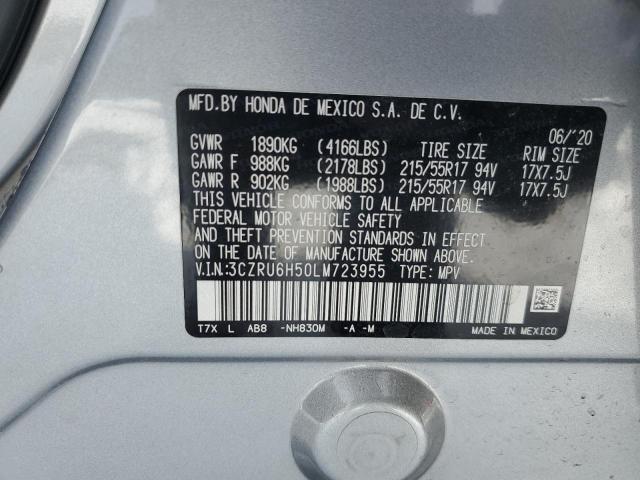 MFD.BY HONDA DE MEXICO S.A. DE C.V.
06/'20
GVWR 1890KG (4166LBS) TIRE SIZE RIM SIZE
GAWR F 988KG (2178LBS) 215/55R17 94V 17X7.5J
GAWR R 902KG (1988LBS) 215/55R17 94V 17X7.5J
THIS VEHICLE CONFORMS TO ALL APPLICABLE
FEDERAL MOTOR VEHICLE SAFETY
AND THEFT PREVENTION STANDARDS IN EFFECT
ON THE DATE OF MANUFACTURE SHOWN ABOVE.
V.I.N:3CZRU6H50LM723955 TYPE: MPV
T7X L AB8 -NH830M -A -M MADE IN MEXICO